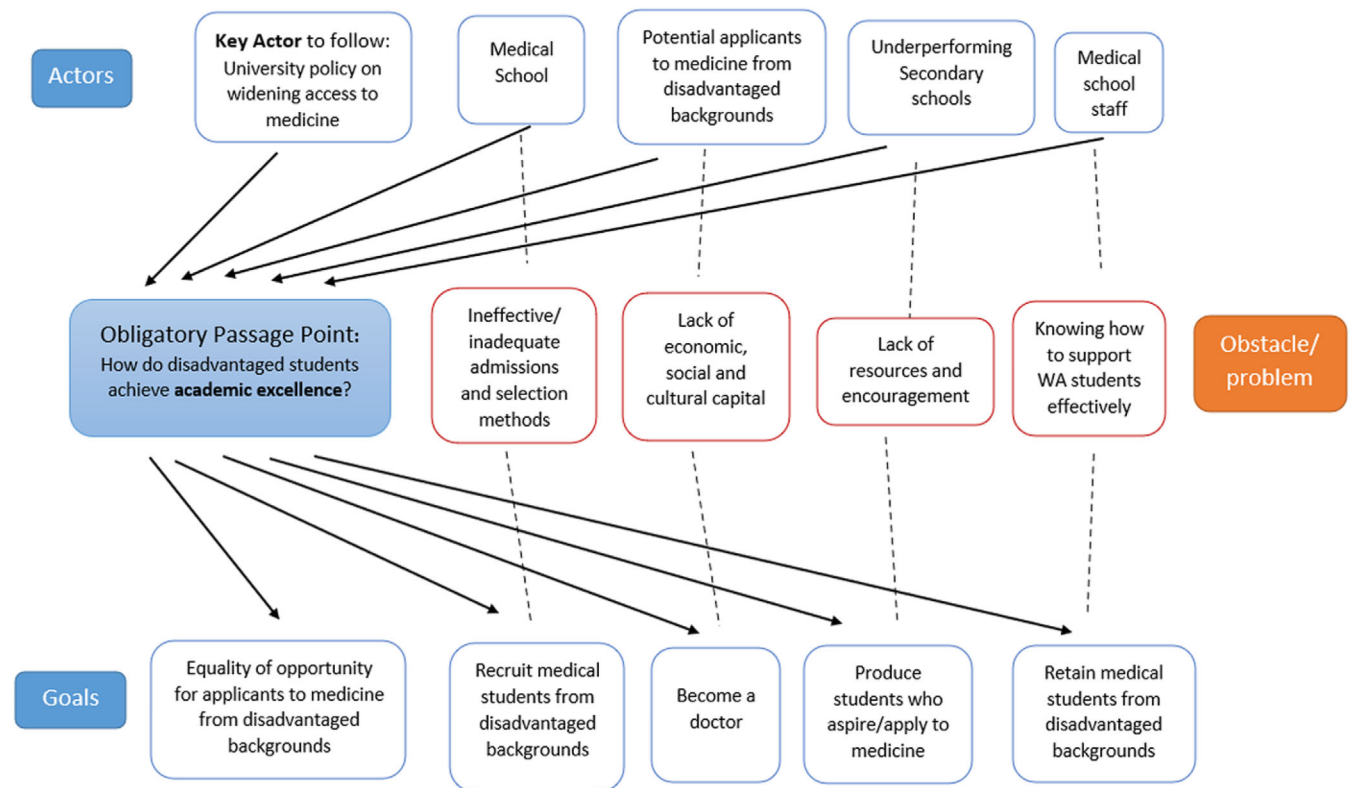 Actors
Key Actor to follow:
University policy on
widening access to
medicine
Medical
School
Potential applicants
to medicine from
disadvantaged
backgrounds
Underperforming
Secondary
schools
Medical
school
staff
Obligatory Passage Point:
How do disadvantaged students
achieve academic excellence?
Ineffective/
inadequate
admissions
and selection
methods
Lack of
economic,
social and
cultural capital
Lack of
resources and
encouragement
Knowing how
to support
WA students
effectively
Obstacle/
problem
Goals
Equality of opportunity
for applicants to medicine
from disadvantaged
backgrounds
Recruit medical
students from
disadvantaged
backgrounds
Become a
doctor
Produce
students who
aspire/apply to
medicine
Retain medical
students from
disadvantaged
backgrounds